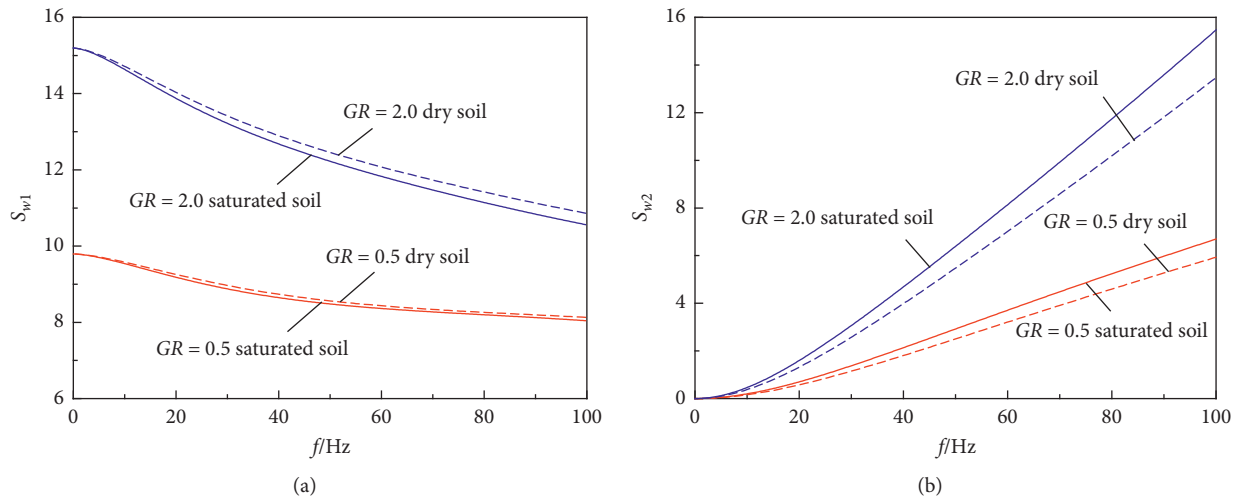 16
14
12
10
8
6
S_w1
GR = 2.0 dry soil
GR = 2.0 saturated soil
GR = 0.5 dry soil
GR = 0.5 saturated soil
0 20 40 60 80 100
f/Hz
(a)
16
12
8
4
0
S_w2
GR = 2.0 dry soil
GR = 2.0 saturated soil
GR = 0.5 dry soil
GR = 0.5 saturated soil
0 20 40 60 80 100
f/Hz
(b)